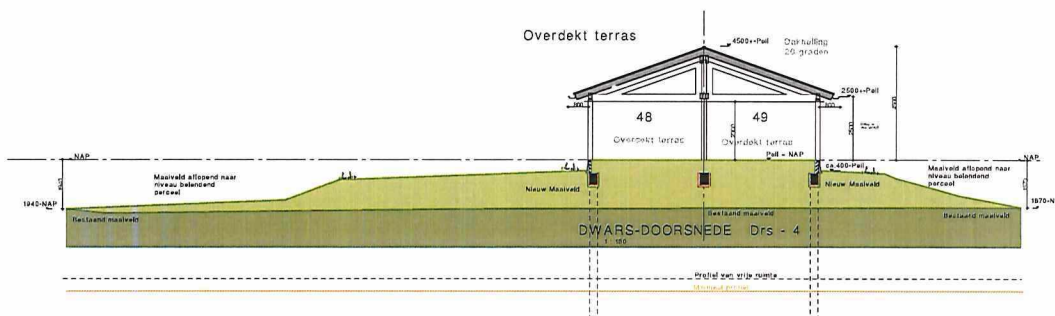 Overdekt terras
4500+-Peil
Dakhelling
20 graden
2500+-Peil
48
49
Overdekt terras
Overdekt terras
Peil = NAP
NAP
NAP
ca.400-Peil
Maaiveld aflopend naar
niveau belendend
perceel
Nieuw Maaiveld
Nieuw Maaiveld
Maaiveld aflopend naar
niveau belendend
perceel
1940-NAP
1870-N
Bestaand maaiveld
Bestaand maaiveld
Bestaand maaiveld
DWARS-DOORSNEDE Drs - 4
1 : 100
Profiel van vrije ruimte